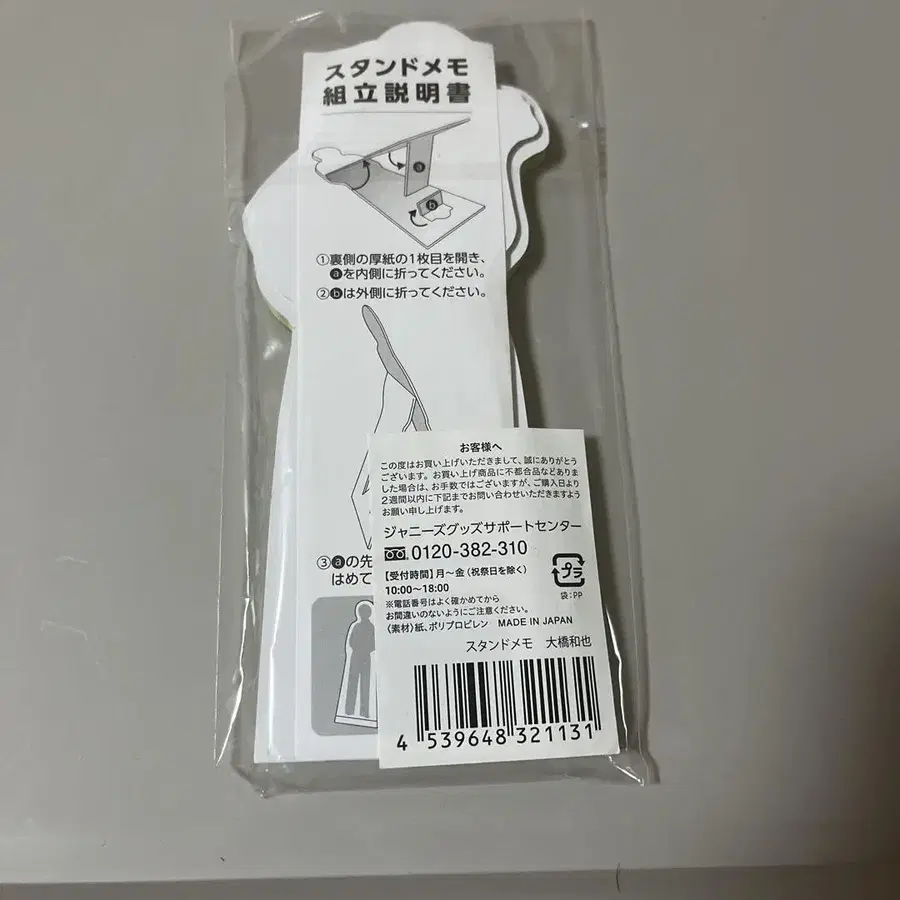 スタンドメモ
組立説明書
a
b
①裏側の厚紙の1枚目を開き、
aを内側に折ってください。
②bは外側に折ってください。
③aの先
はめて
お客様へ
この度はお買い上げいただきまして、誠にありがとう
ございます。お買い上げ商品に不都合品などありま
した場合は、お手数ではございますが、ご購入日より
2週間以内に下記までお問い合わせいただきますよう
お願い申し上げます。
ジャニーズグッズサポートセンター
0120-382-310
【受付時間】月～金(祝祭日を除く)
10:00～18:00
※電話番号はよく確かめてから
お間違いのないようにご注意ください。
プラ
袋:PP
〈素材〉紙、ポリプロピレン MADE IN JAPAN
スタンドメモ 大橋和也
4 539648 321131